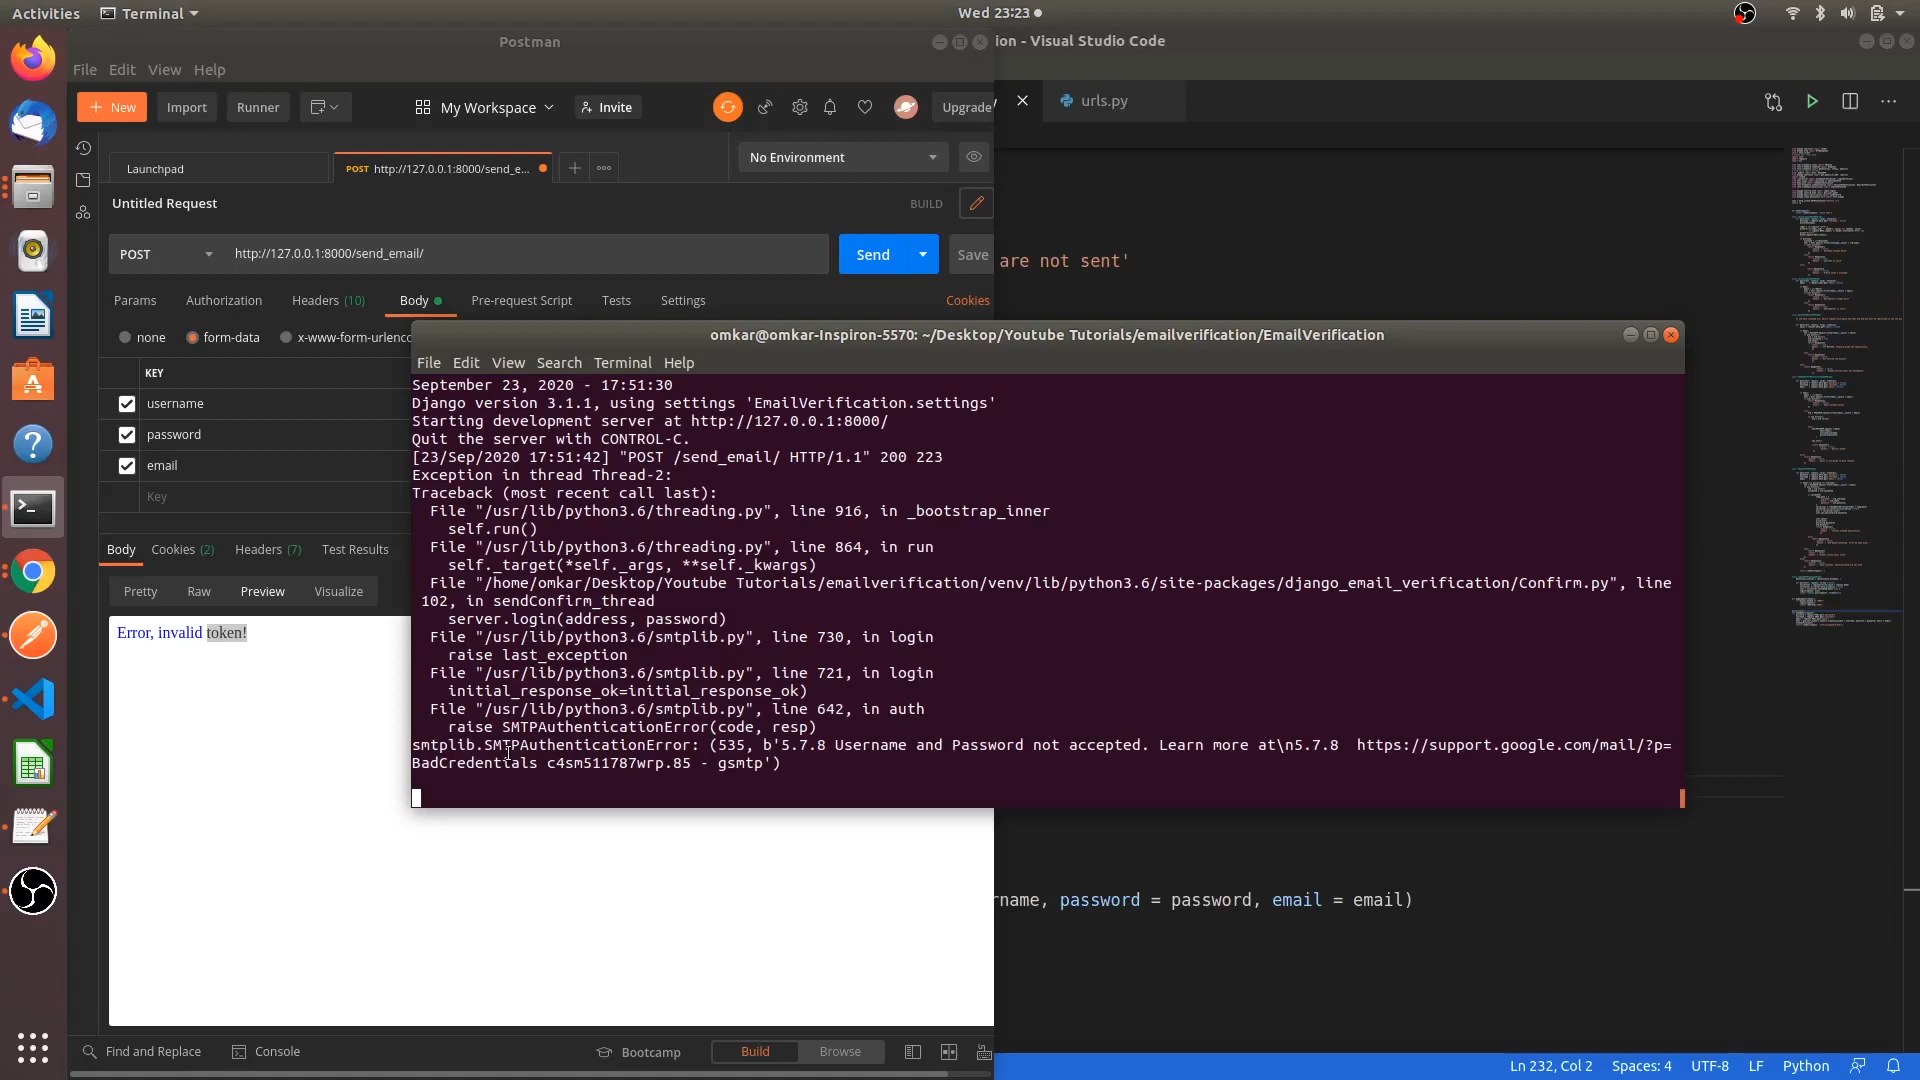 Activities
Terminal
Wed 23:23
Postman
ion - Visual Studio Code
File Edit View Help
New
Import
Runner
My Workspace
Invite
Upgrade
urls.py
Launchpad
POST http://127.0.0.1:8000/send_e...
No Environment
Untitled Request
BUILD
POST
http://127.0.0.1:8000/send_email/
Send
Save
are not sent'
Params Authorization Headers (10) Body Pre-request Script Tests Settings Cookies
none form-data x-www-form-urlenc
KEY
username
password
email
Key
Body Cookies (2) Headers (7) Test Results
Pretty Raw Preview Visualize
Error, invalid token!
omkar@omkar-Inspiron-5570: ~/Desktop/Youtube Tutorials/emailverification/EmailVerification
File Edit View Search Terminal Help
September 23, 2020 - 17:51:30
Django version 3.1.1, using settings 'EmailVerification.settings'
Starting development server at http://127.0.0.1:8000/
Quit the server with CONTROL-C.
[23/Sep/2020 17:51:42] "POST /send_email/ HTTP/1.1" 200 223
Exception in thread Thread-2:
Traceback (most recent call last):
File "/usr/lib/python3.6/threading.py", line 916, in _bootstrap_inner
self.run()
File "/usr/lib/python3.6/threading.py", line 864, in run
self._target(*self._args, **self._kwargs)
File "/home/omkar/Desktop/Youtube Tutorials/emailverification/venv/lib/python3.6/site-packages/django_email_verification/Confirm.py", line
102, in sendConfirm_thread
server.login(address, password)
File "/usr/lib/python3.6/smtplib.py", line 730, in login
raise last_exception
File "/usr/lib/python3.6/smtplib.py", line 721, in login
initial_response_ok=initial_response_ok)
File "/usr/lib/python3.6/smtplib.py", line 642, in auth
raise SMTPAuthenticationError(code, resp)
smtplib.SMTPAuthenticationError: (535, b'5.7.8 Username and Password not accepted. Learn more at\n5.7.8  https://support.google.com/mail/?p=
BadCredentials c4sm511787wrp.85 - gsmtp')
rname, password = password, email = email)
Find and Replace
Console
Bootcamp
Build
Browse
Ln 232, Col 2 Spaces: 4 UTF-8 LF Python